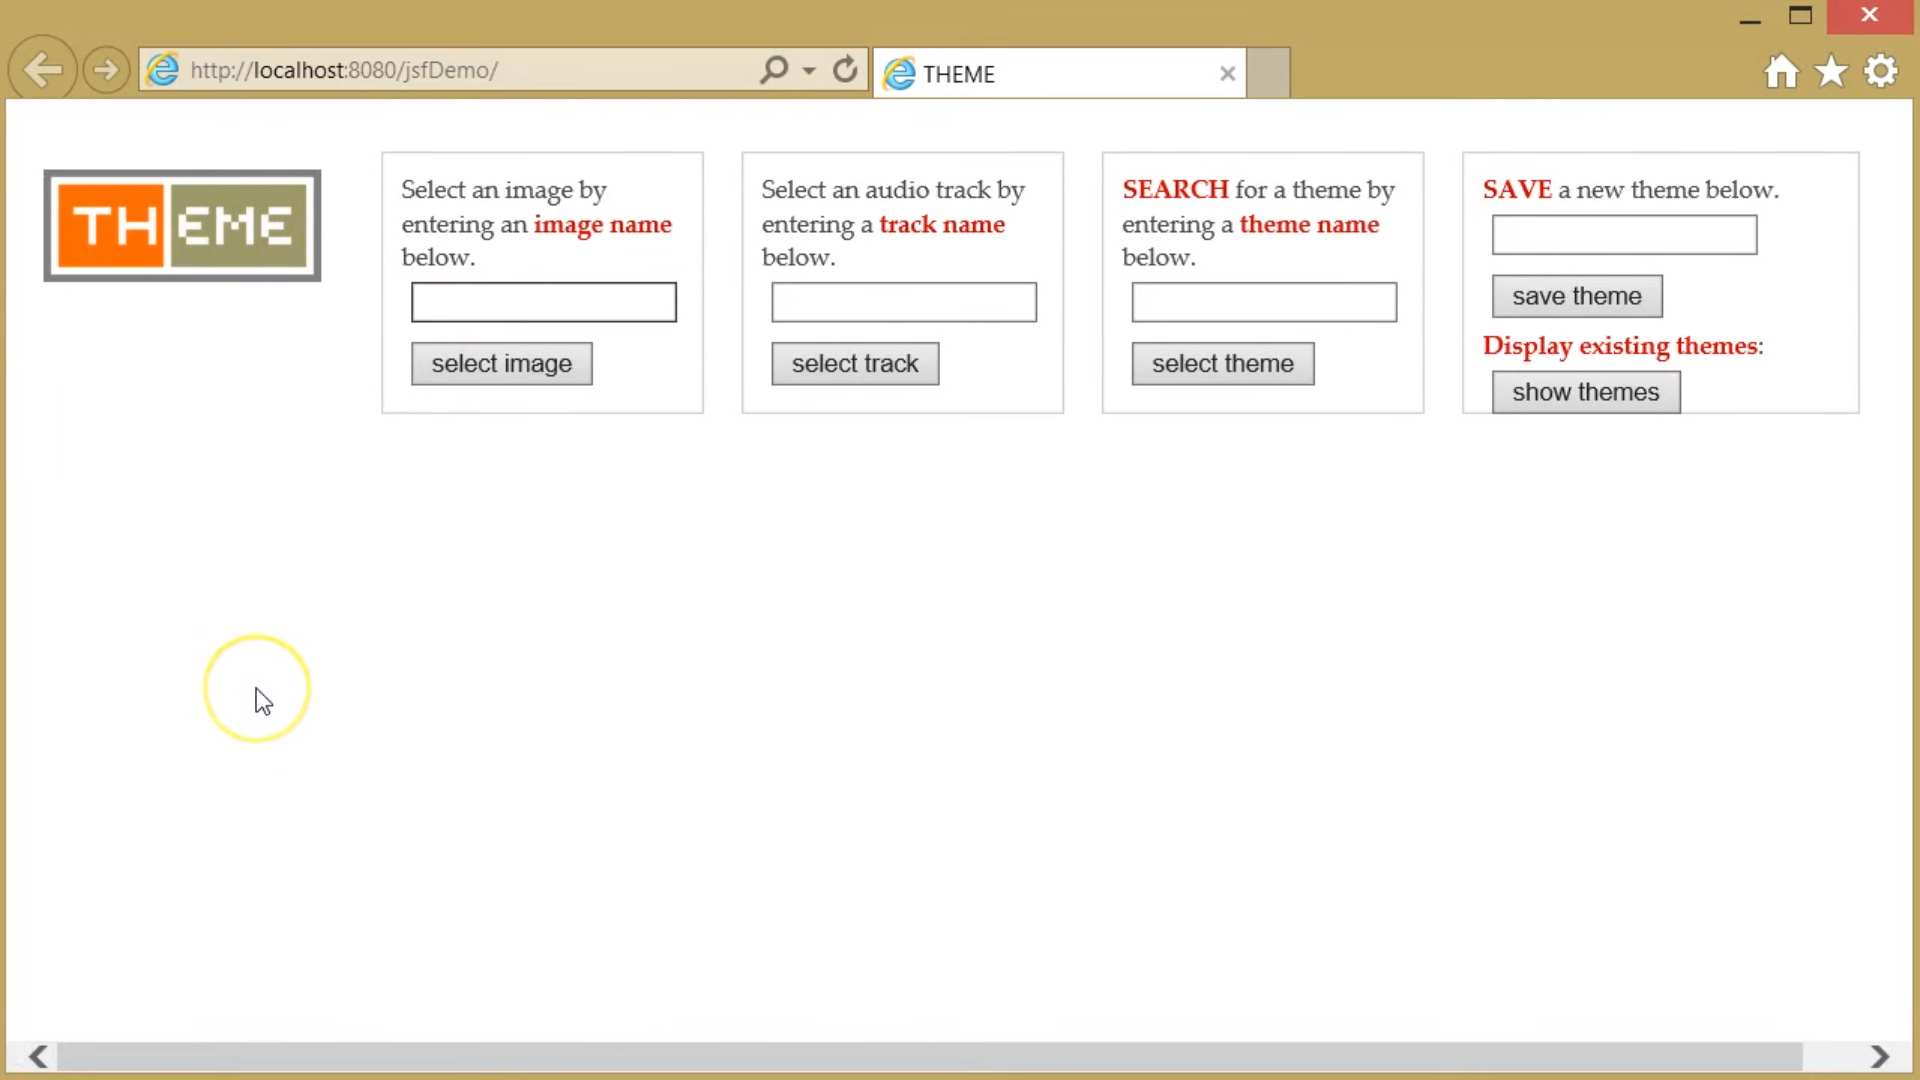 http://localhost:8080/jsfDemo/
THEME
THEME
Select an image by
entering an image name
below.
select image
Select an audio track by
entering a track name
below.
select track
SEARCH for a theme by
entering a theme name
below.
select theme
SAVE a new theme below.
save theme
Display existing themes:
show themes